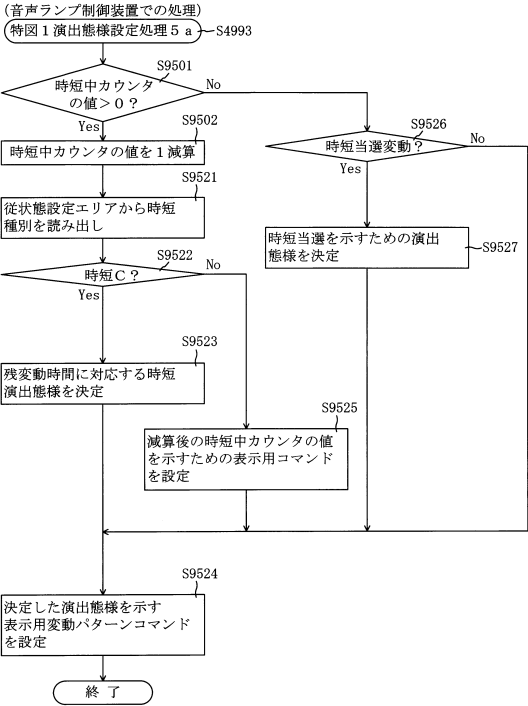 (音声ランプ制御装置での処理)
特図1演出態様設定処理5a
S4993
S9501
時短中カウンタ
の値>0?
No
Yes
S9502
時短中カウンタの値を1減算
S9526
時短当選変動?
No
Yes
S9521
従状態設定エリアから時短
種別を読み出し
S9527
時短当選を示すための演出
態様を決定
S9522
時短C?
No
Yes
S9523
残変動時間に対応する時短
演出態様を決定
S9525
減算後の時短中カウンタの値
を示すための表示用コマンド
を設定
S9524
決定した演出態様を示す
表示用変動パターンコマンド
を設定
終了